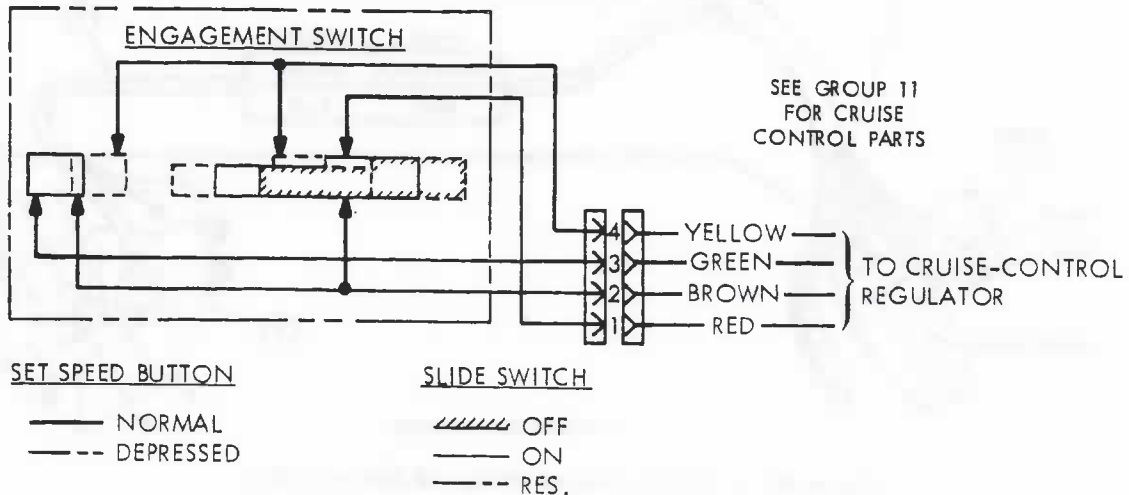 ENGAGEMENT SWITCH
SEE GROUP 11
FOR CRUISE
CONTROL PARTS
4 YELLOW
3 GREEN
2 BROWN
1 RED
TO CRUISE-CONTROL
REGULATOR
SET SPEED BUTTON
NORMAL
DEPRESSED
SLIDE SWITCH
OFF
ON
RES.